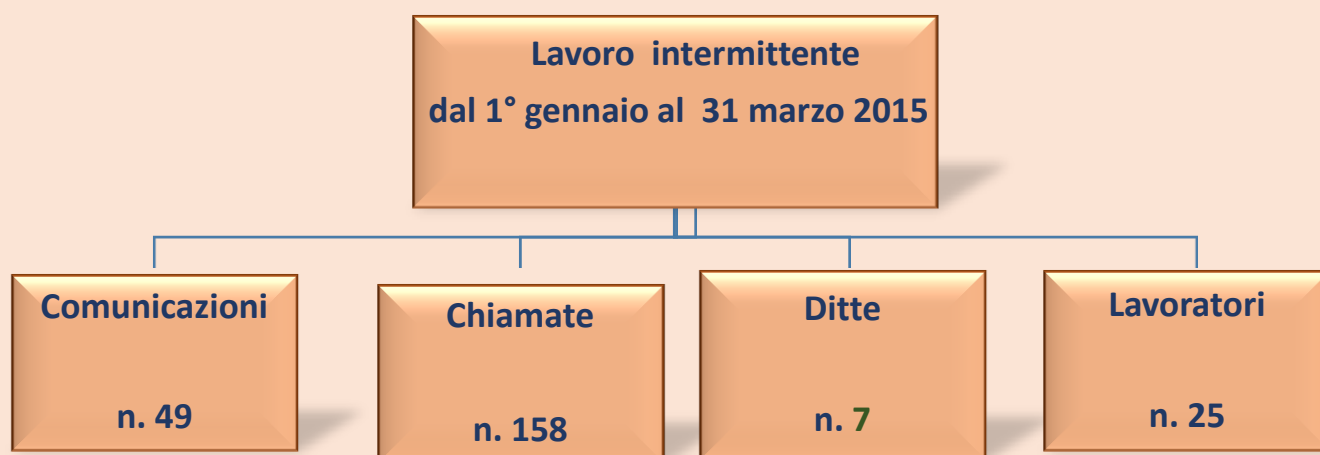 Lavoro intermittente
dal 1° gennaio al 31 marzo 2015
Comunicazioni
n. 49
Chiamate
n. 158
Ditte
n. 7
Lavoratori
n. 25